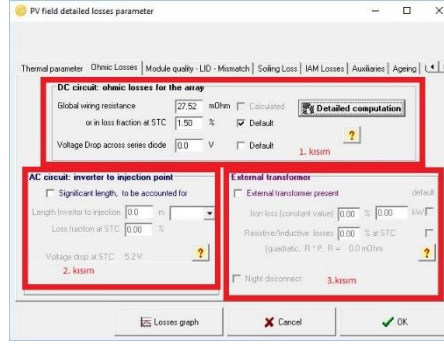 PV field detailed losses parameter
Thermal parameter Ohmic Losses Module quality - LID - Mismatch Soiling Loss IAM Losses Auxiliaries Ageing
DC circuit: ohmic losses for the array
Global wiring resistance 27.52 mOhm Calculated Detailed computation
or in loss fraction at STC 1.50 % Default
?
Voltage Drop across series diode 0.0 V Default 1. kısım
AC circuit: inverter to injection point
Significant length, to be accounted for
Length Inverter to injection 0.0 m
Loss fraction at STC 0.00 %
Voltage drop at STC 5.2 V ?
2. kısım
External transformer
External transformer present default
Iron loss (constant value) 0.00 % 0.00 kW
Resistive/Inductive losses 0.00 % at STC
(quadratic, R * I², R = 0.0 mOhm ?
Night disconnect 3.kısım
Losses graph Cancel OK